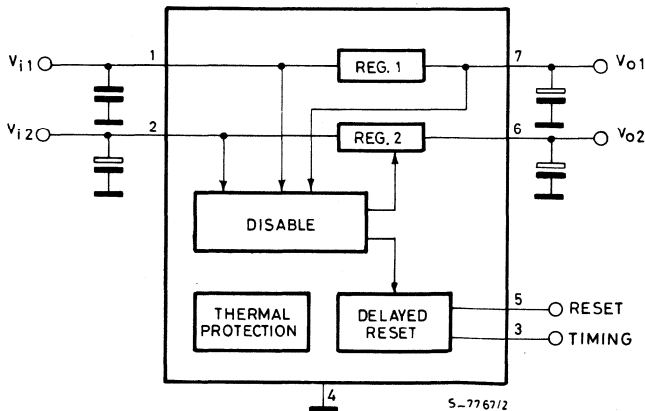 Vi1
1
REG. 1
7
Vo1
Vi2
2
REG. 2
6
Vo2
DISABLE
THERMAL
PROTECTION
DELAYED
RESET
5
RESET
3
TIMING
4
S-7767/2